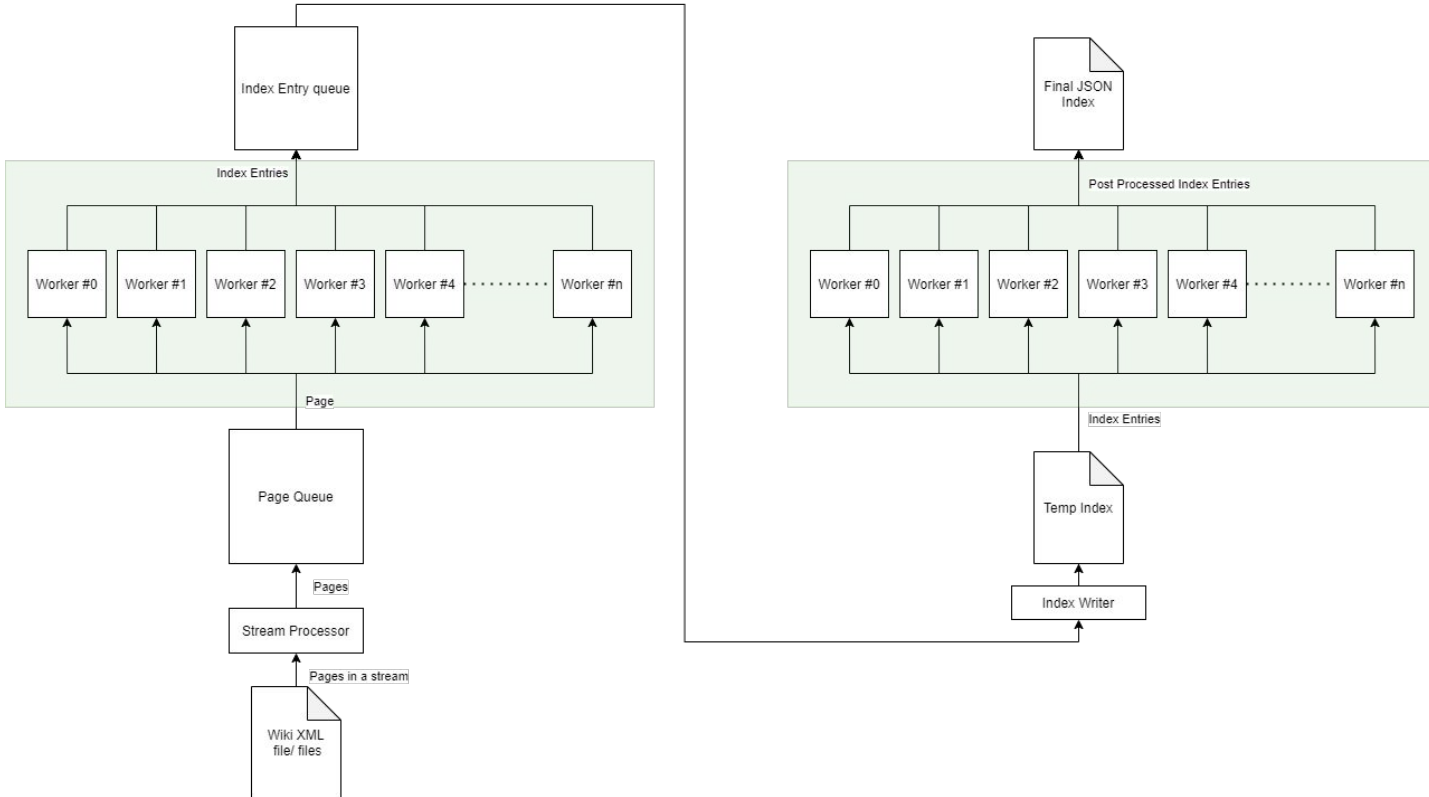 Index Entry queue
Index Entries
Worker #0
Worker #1
Worker #2
Worker #3
Worker #4
Worker #n
Page
Page Queue
Pages
Stream Processor
Pages in a stream
Wiki XML
file/ files
Final JSON
Index
Post Processed Index Entries
Worker #0
Worker #1
Worker #2
Worker #3
Worker #4
Worker #n
Index Entries
Temp Index
Index Writer